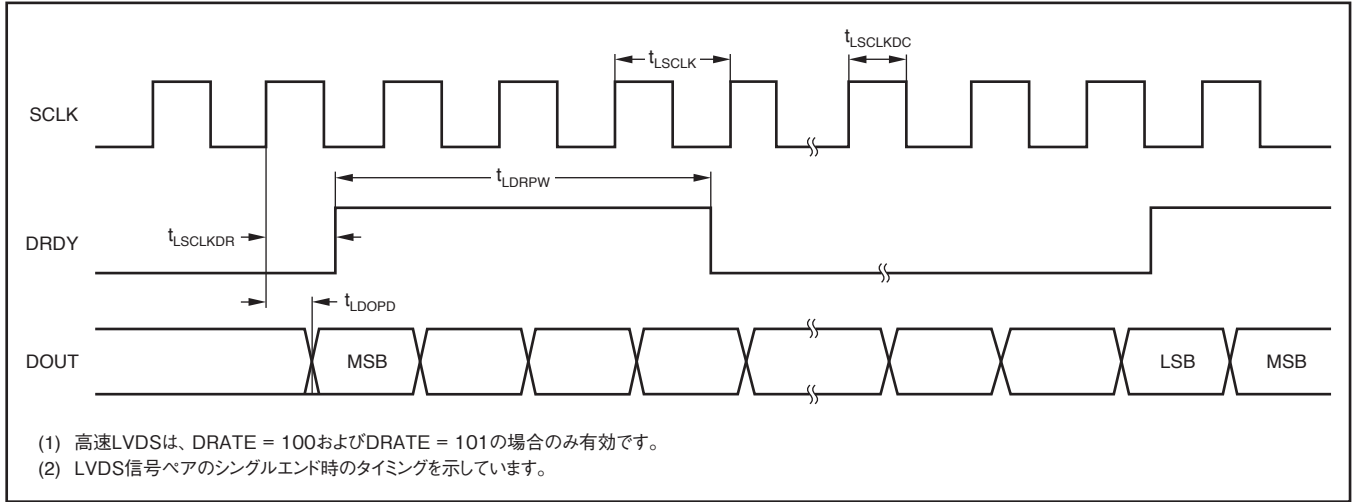 t_LSCLK
t_LSCLKDC
SCLK
t_LDRPW
DRDY
t_LSCLKDR
t_LDOPD
DOUT
MSB
LSB
MSB
(1) 高速LVDSは、DRATE = 100およびDRATE = 101の場合のみ有効です。
(2) LVDS信号ペアのシングルエンド時のタイミングを示しています。